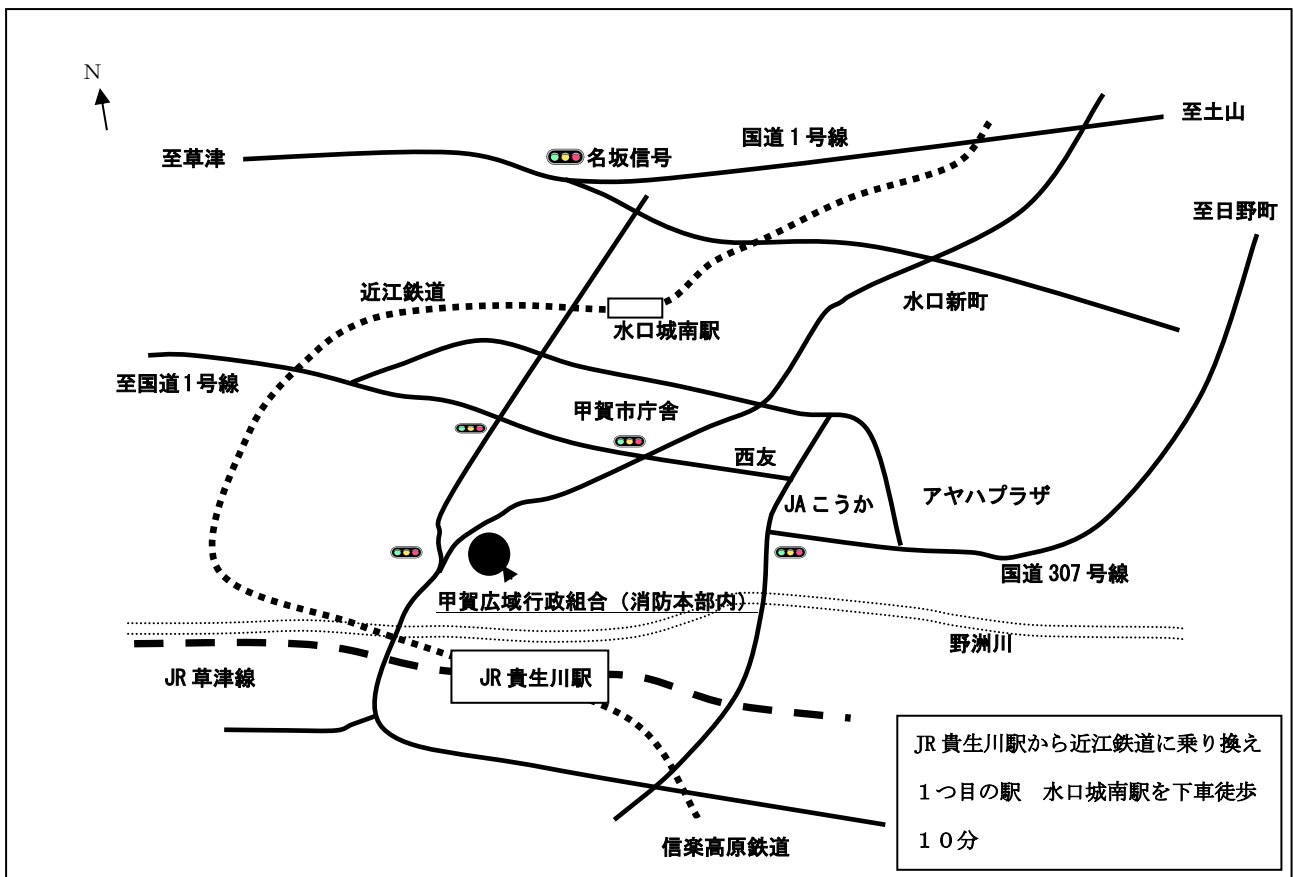 N
至土山
国道1号線
至草津
名坂信号
至日野町
近江鉄道
水口新町
水口城南駅
至国道1号線
甲賀市庁舎
西友
JAこうか
アヤハプラザ
国道307号線
甲賀広域行政組合（消防本部内）
野洲川
JR草津線
JR貴生川駅
JR貴生川駅から近江鉄道に乗り換え
１つ目の駅　水口城南駅を下車徒歩
１０分
信楽高原鉄道